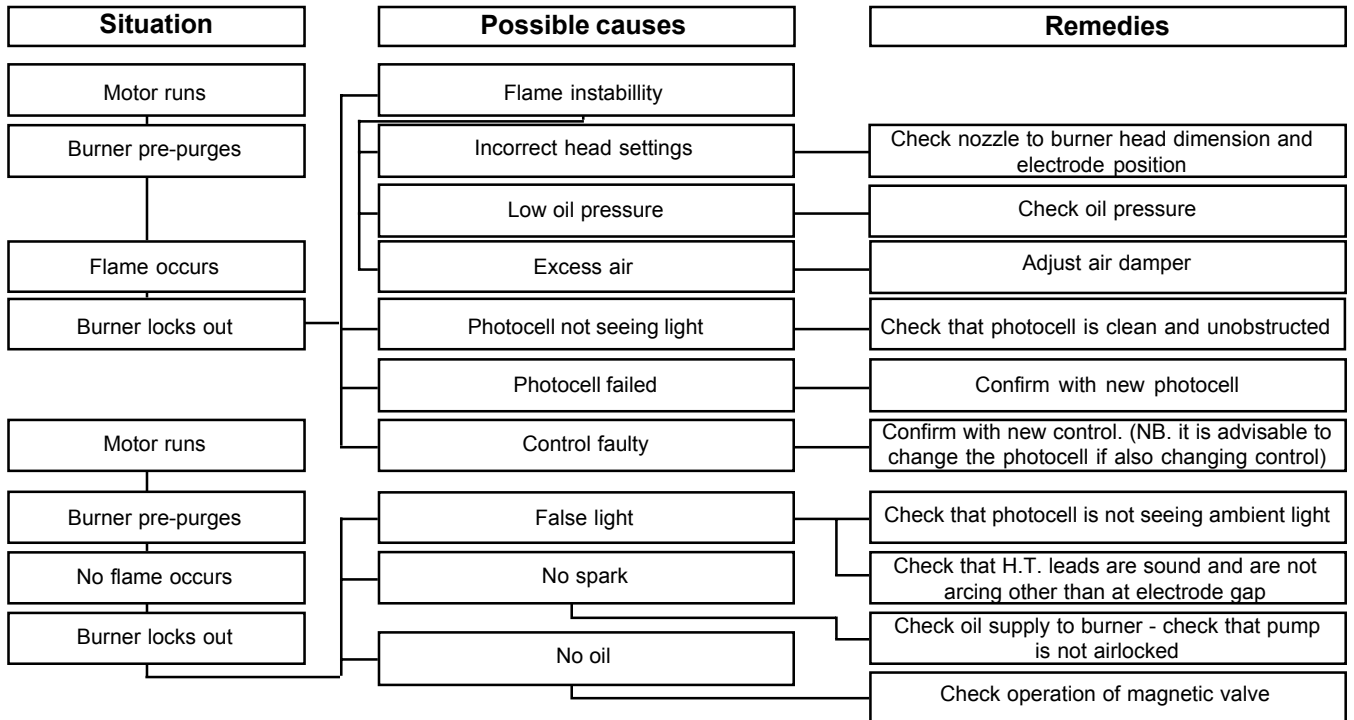 Situation
Possible causes
Remedies
Motor runs
Flame instabillity
Burner pre-purges
Incorrect head settings
Check nozzle to burner head dimension and
electrode position
Low oil pressure
Check oil pressure
Flame occurs
Excess air
Adjust air damper
Burner locks out
Photocell not seeing light
Check that photocell is clean and unobstructed
Photocell failed
Confirm with new photocell
Motor runs
Control faulty
Confirm with new control. (NB. it is advisable to
change the photocell if also changing control)
Burner pre-purges
False light
Check that photocell is not seeing ambient light
No flame occurs
No spark
Check that H.T. leads are sound and are not
arcing other than at electrode gap
Burner locks out
No oil
Check oil supply to burner - check that pump
is not airlocked
Check operation of magnetic valve